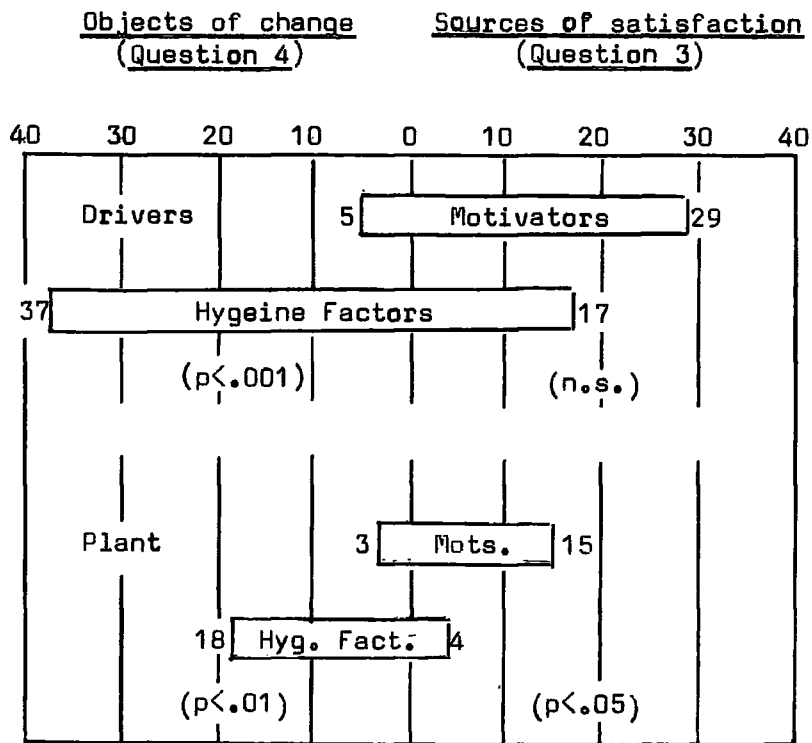 Objects of change Sources of satisfaction
(Question 4) (Question 3)
40 30 20 10 0 10 20 30 40
Drivers 5 Motivators 29
37 Hygeine Factors 17
(p<.001) (n.s.)
Plant 3 Mots. 15
18 Hyg. Fact. 4
(p<.01) (p<.05)